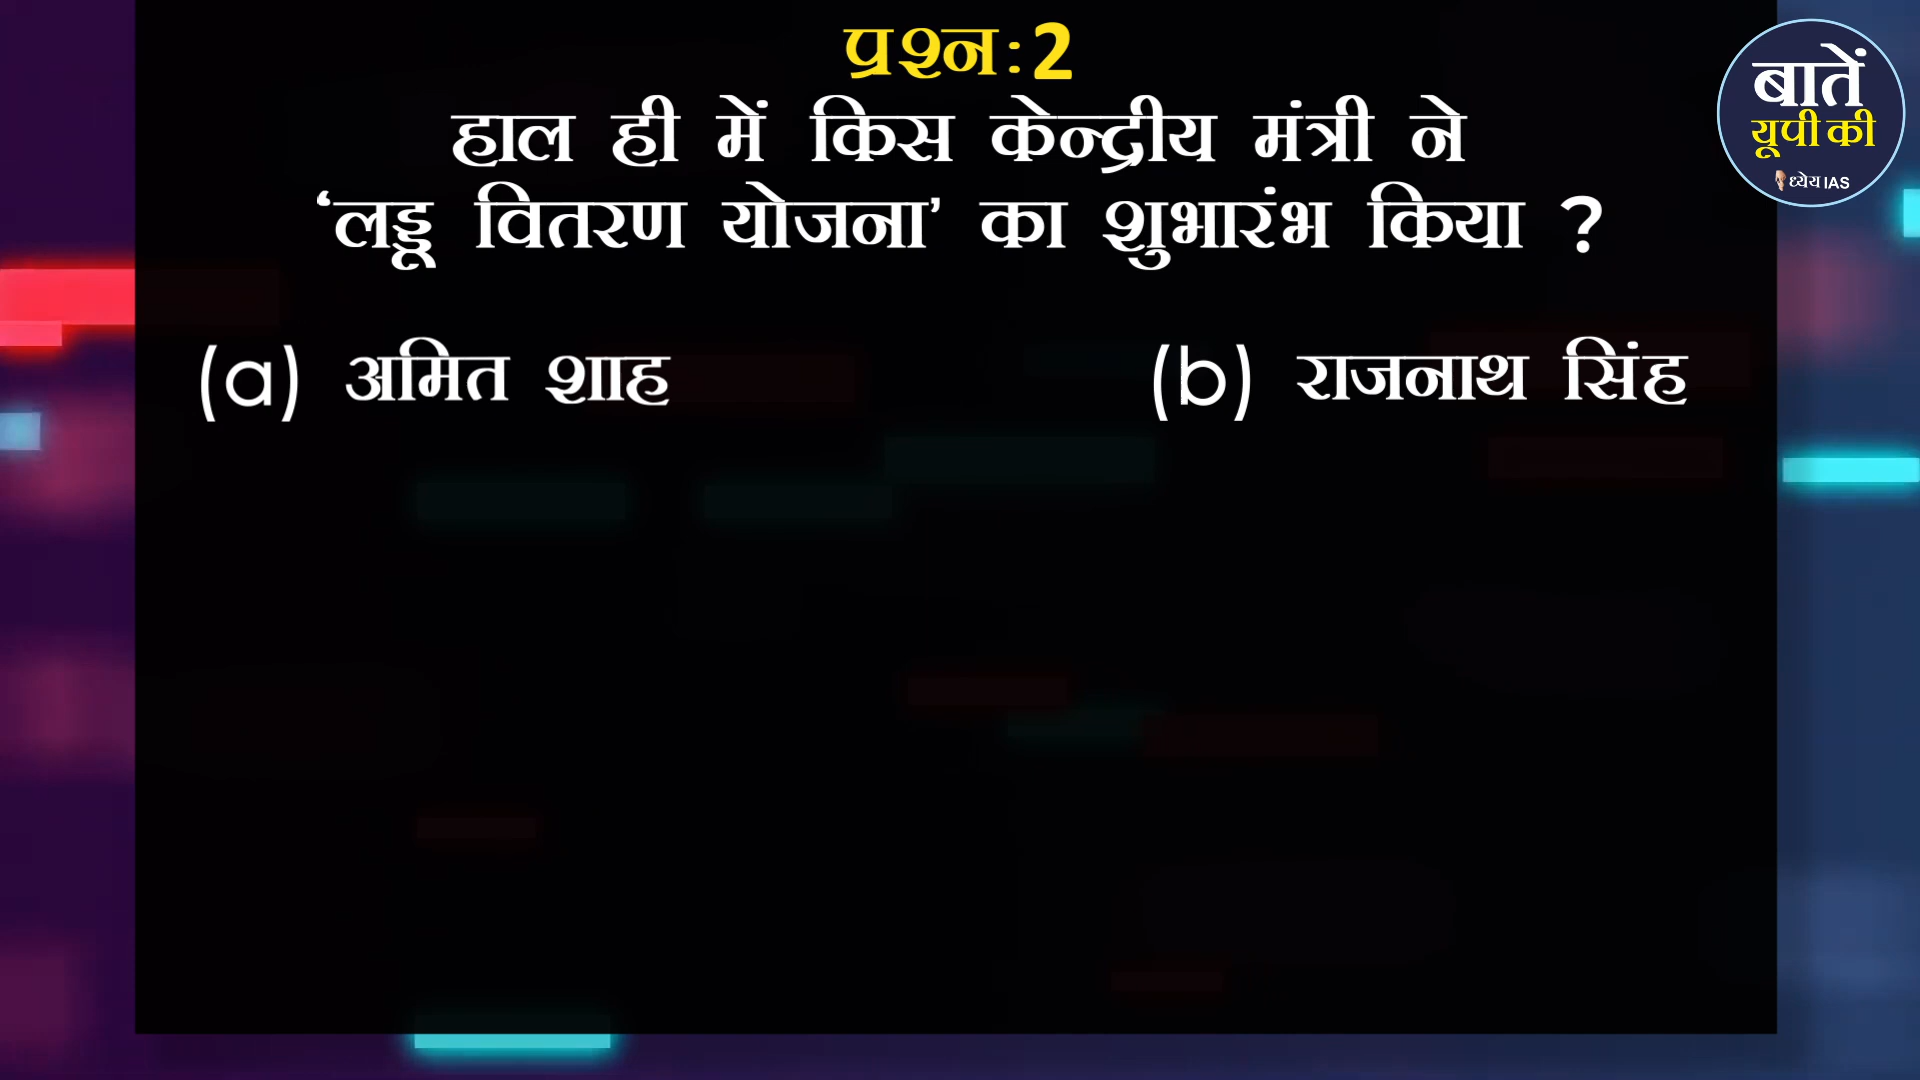 प्रश्न:2
हाल ही में किस केन्द्रीय मंत्री ने
‘लड्डू वितरण योजना’ का शुभारंभ किया ?
(a) अमित शाह
(b) राजनाथ सिंह
बातें
यूपी की
ध्येय IAS